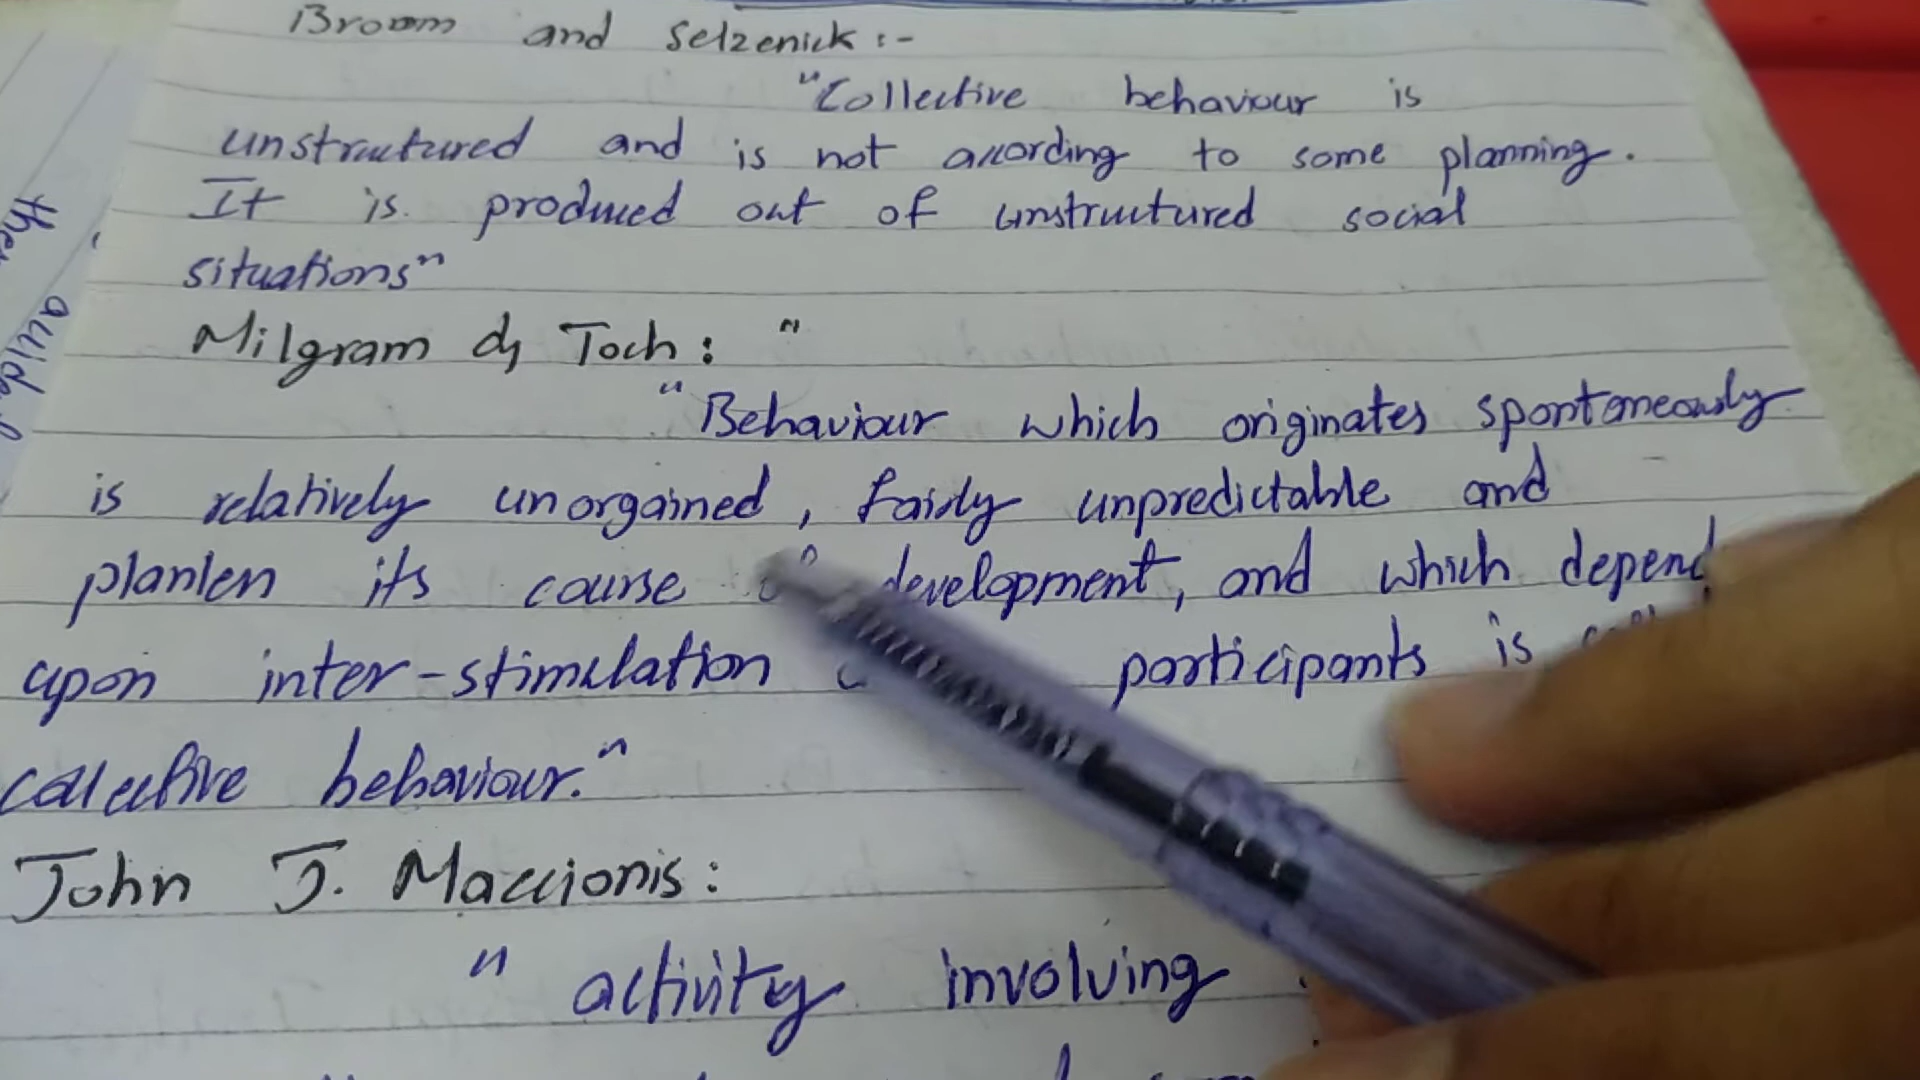 Broom and Selzenick :-
"Collective behaviour is
unstructured and is not according to some planning.
It is produced out of unstructured social
situations"
Milgram & Toch: "
"Behaviour which originates spontaneously
is relatively unorgained, fairly unpredictable and
planlen its course of development, and which depend
upon inter-stimulation participants is
collective behaviour."
John J. Maccionis:
" activity involving